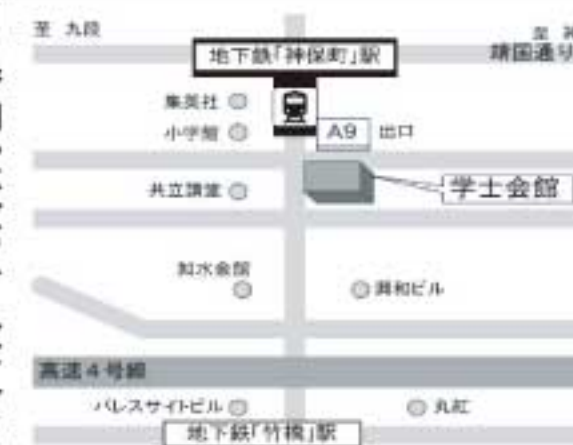 至 九段
至
靖国通り
地下鉄「神保町」駅
集英社
小学館
A9 出口
共立講堂
学士会館
如水会館
興和ビル
高速4号線
パレスサイドビル
丸紅
地下鉄「竹橋」駅